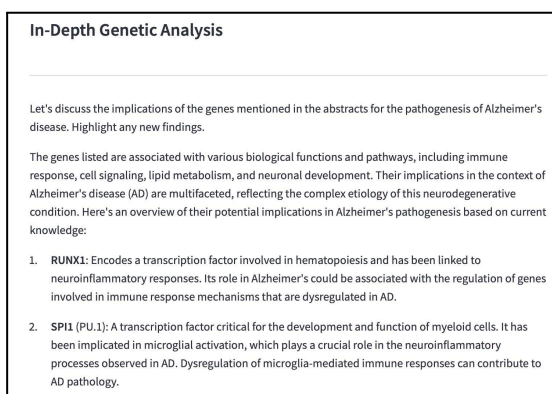 In-Depth Genetic Analysis
Let's discuss the implications of the genes mentioned in the abstracts for the pathogenesis of Alzheimer's
disease. Highlight any new findings.
The genes listed are associated with various biological functions and pathways, including immune
response, cell signaling, lipid metabolism, and neuronal development. Their implications in the context of
Alzheimer's disease (AD) are multifaceted, reflecting the complex etiology of this neurodegenerative
condition. Here's an overview of their potential implications in Alzheimer's pathogenesis based on current
knowledge:
1. RUNX1: Encodes a transcription factor involved in hematopoiesis and has been linked to
neuroinflammatory responses. Its role in Alzheimer's could be associated with the regulation of genes
involved in immune response mechanisms that are dysregulated in AD.
2. SPI1 (PU.1): A transcription factor critical for the development and function of myeloid cells. It has
been implicated in microglial activation, which plays a crucial role in the neuroinflammatory
processes observed in AD. Dysregulation of microglia-mediated immune responses can contribute to
AD pathology.